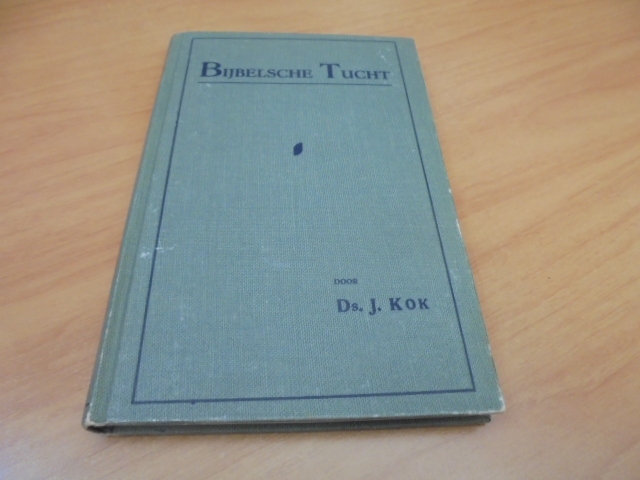 Bijbelsche Tucht
door
Ds. J. Kok